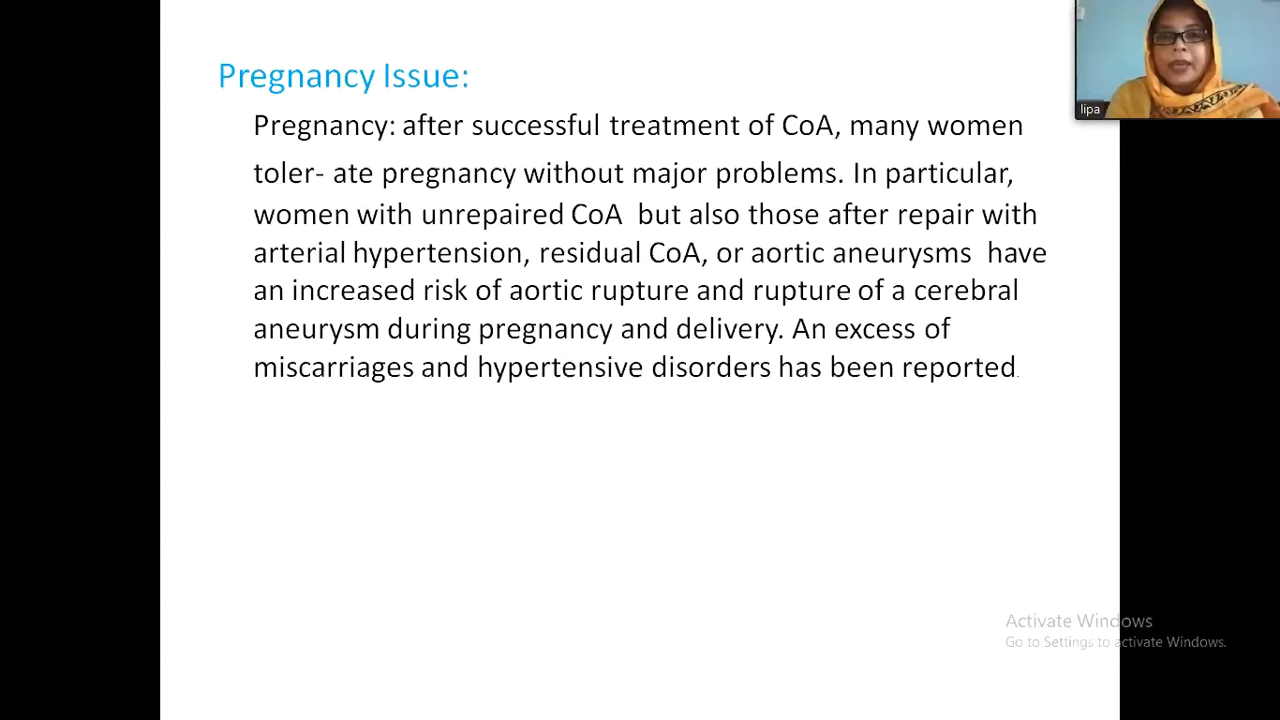 Pregnancy Issue:
Pregnancy: after successful treatment of CoA, many women
toler- ate pregnancy without major problems. In particular,
women with unrepaired CoA but also those after repair with
arterial hypertension, residual CoA, or aortic aneurysms have
an increased risk of aortic rupture and rupture of a cerebral
aneurysm during pregnancy and delivery. An excess of
miscarriages and hypertensive disorders has been reported.
lipa
Activate Windows
Go to Settings to activate Windows.